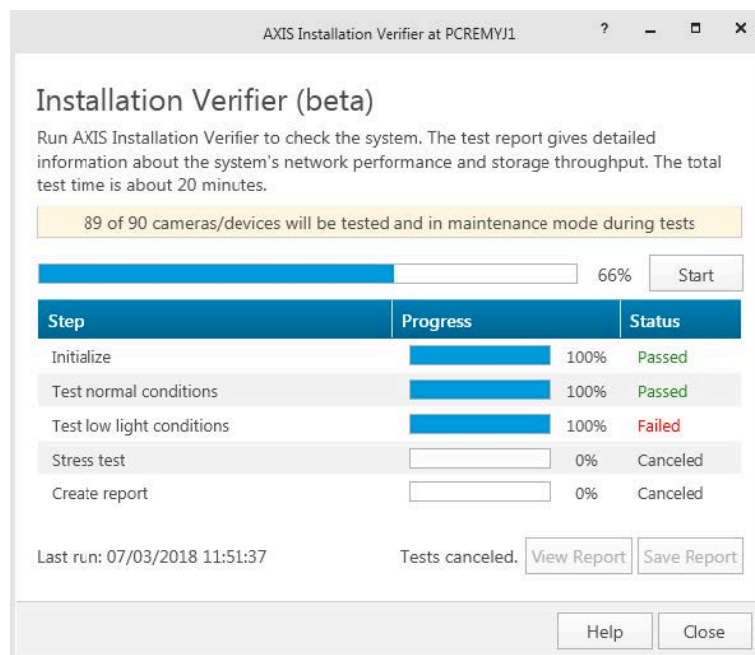 AXIS Installation Verifier at PCREMYJ1 ?
Installation Verifier (beta)
Run AXIS Installation Verifier to check the system. The test report gives detailed
information about the system's network performance and storage throughput. The total
test time is about 20 minutes.
89 of 90 cameras/devices will be tested and in maintenance mode during tests
66% Start
Step Progress Status
Initialize 100% Passed
Test normal conditions 100% Passed
Test low light conditions 100% Failed
Stress test 0% Canceled
Create report 0% Canceled
Last run: 07/03/2018 11:51:37 Tests canceled. View Report Save Report
Help Close